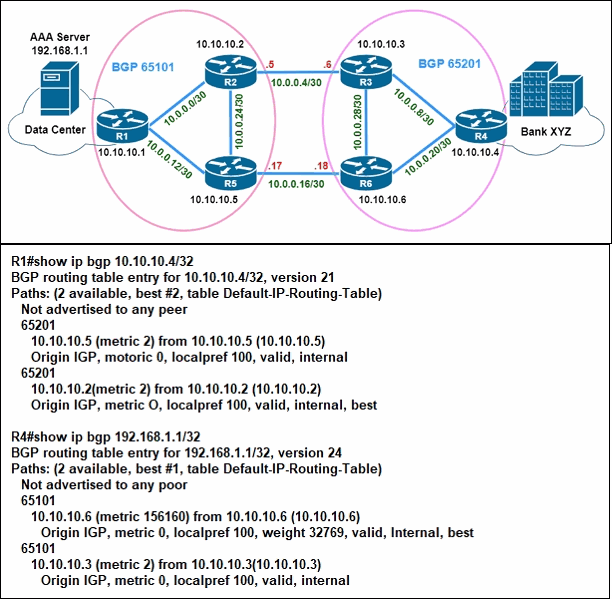 AAA Server
192.168.1.1
Data Center
BGP 65101
10.10.10.2
R2
.5
.6
10.0.0.4/30
10.10.10.3
R3
BGP 65201
10.0.0.0/30
10.0.0.24/30
10.0.0.28/30
10.0.0.8/30
R1
10.10.10.1
10.0.0.12/30
R5
10.10.10.5
.17
.18
10.0.0.16/30
R6
10.10.10.6
10.0.0.20/30
R4
10.10.10.4
Bank XYZ
R1#show ip bgp 10.10.10.4/32
BGP routing table entry for 10.10.10.4/32, version 21
Paths: (2 available, best #2, table Default-IP-Routing-Table)
Not advertised to any peer
65201
10.10.10.5 (metric 2) from 10.10.10.5 (10.10.10.5)
Origin IGP, motoric 0, localpref 100, valid, internal
65201
10.10.10.2(metric 2) from 10.10.10.2 (10.10.10.2)
Origin IGP, metric O, localpref 100, valid, internal, best
R4#show ip bgp 192.168.1.1/32
BGP routing table entry for 192.168.1.1/32, version 24
Paths: (2 available, best #1, table Default-IP-Routing-Table)
Not advertised to any poor
65101
10.10.10.6 (metric 156160) from 10.10.10.6 (10.10.10.6)
Origin IGP, metric 0, localpref 100, weight 32769, valid, Internal, best
65101
10.10.10.3 (metric 2) from 10.10.10.3(10.10.10.3)
Origin IGP, metric 0, localpref 100, valid, internal